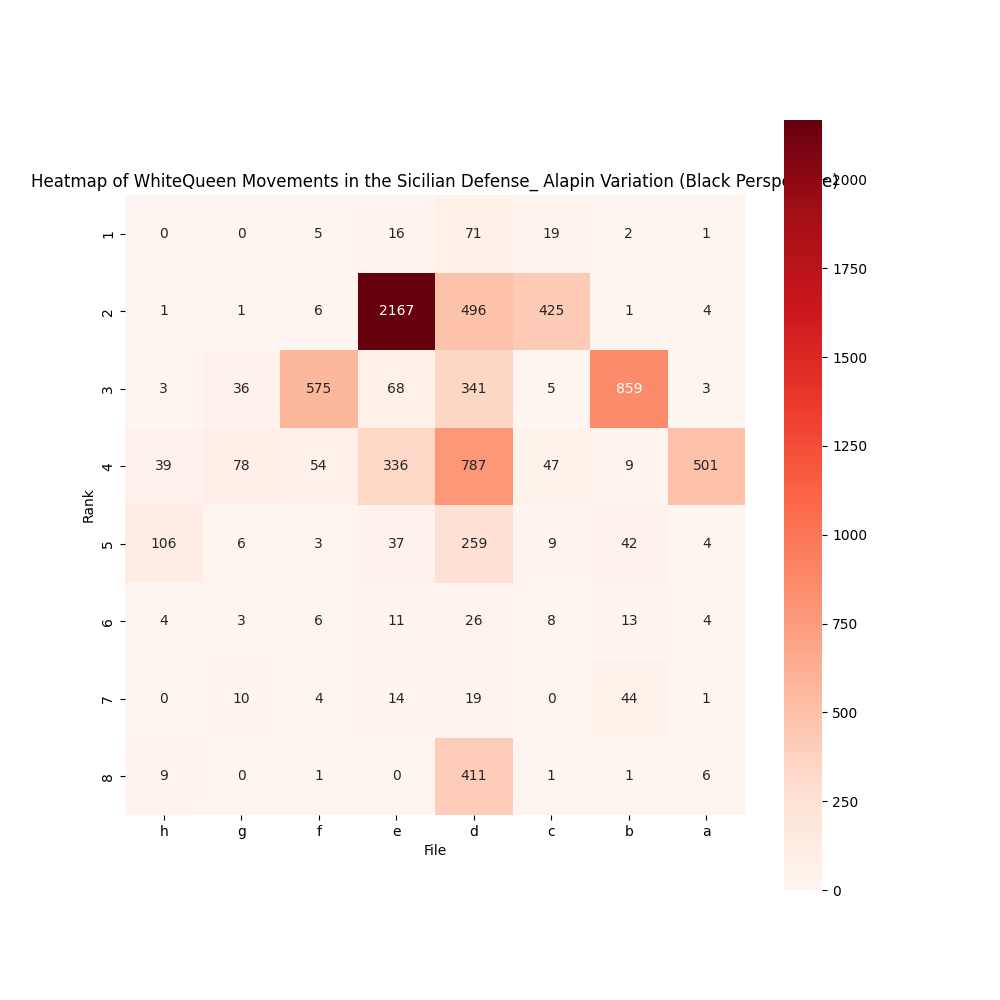 Heatmap of WhiteQueen Movements in the Sicilian Defense_ Alapin Variation (Black Perspe e)
2000
1 0 0 5 16 71 19 2 1
1750
2 1 1 6 2167 496 425 1 4
1500
3 3 36 575 68 341 5 859 3
1250
4 39 78 54 336 787 47 9 501
1000
Rank
5 106 6 3 37 259 9 42 4
750
6 4 3 6 11 26 8 13 4
7 0 10 4 14 19 0 44 1
500
8 9 0 1 0 411 1 1 6
250
h g f e d c b a
File
0